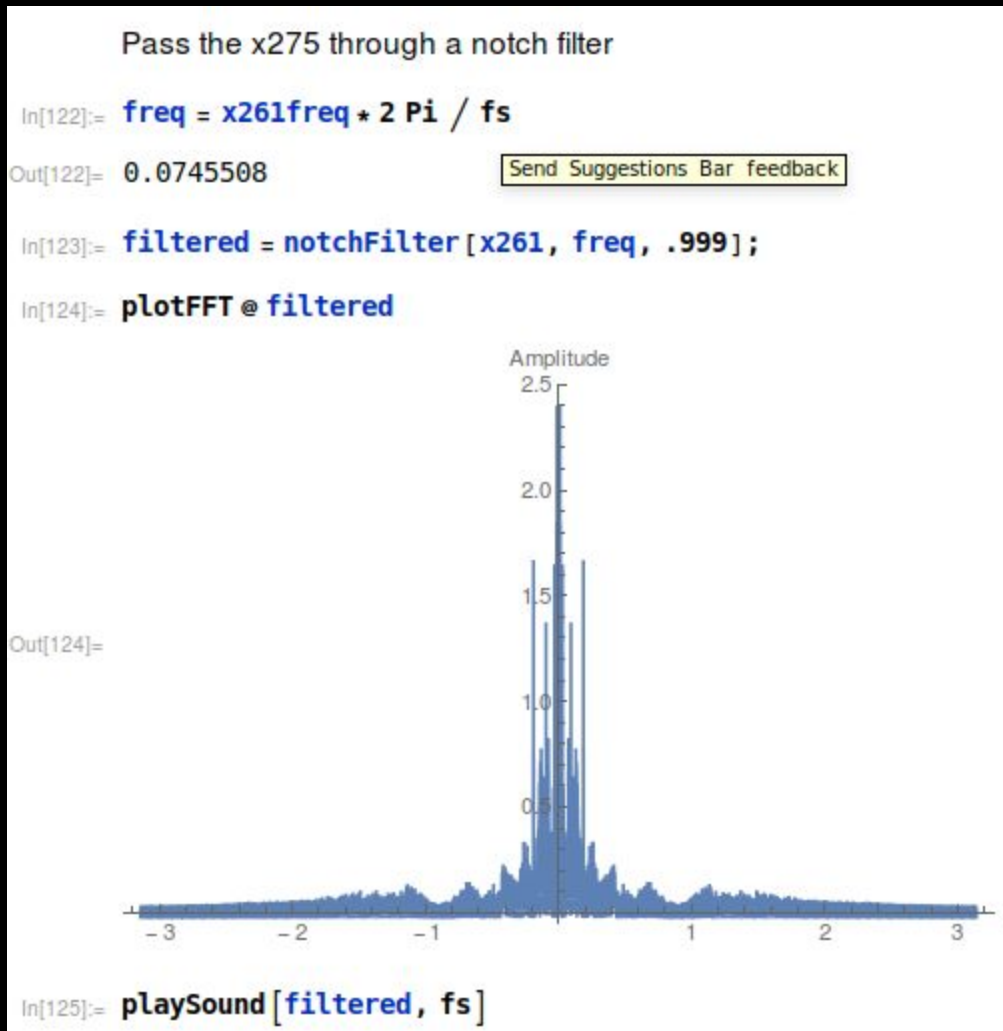 Pass the x275 through a notch filter
In[122]:= freq = x261freq * 2 Pi / fs
Out[122]= 0.0745508
Send Suggestions Bar feedback
In[123]:= filtered = notchFilter[x261, freq, .999];
In[124]:= plotFFT @ filtered
Amplitude
2.5
2.0
1.5
Out[124]=
1.0
0.5
-3 -2 -1 1 2 3
In[125]:= playSound[filtered, fs]